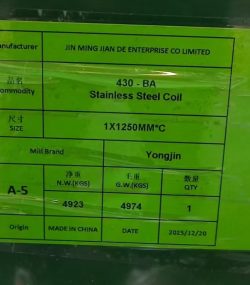 anufacturer JIN MING JIAN DE ENTERPRISE CO LIMITED
品名 430 - BA
ommodity Stainless Steel Coil
尺寸
SIZE 1X1250MM*C
Mill Brand Yongjin
净重 毛重 数量
N.W.(KGS) G.W.(KGS) QTY
A-5 4923 4974 1
Origin MADE IN CHINA DATE 2025/12/20